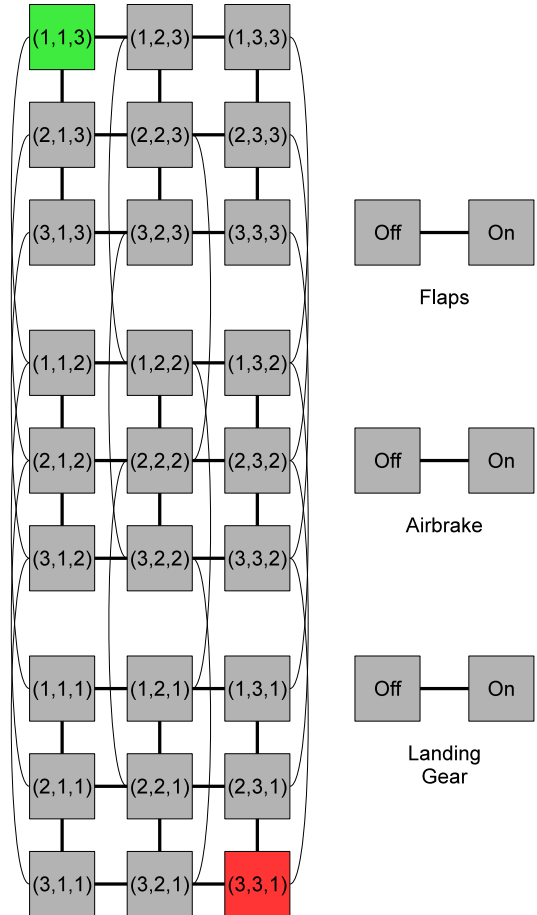 (1,1,3) (1,2,3) (1,3,3)
(2,1,3) (2,2,3) (2,3,3)
(3,1,3) (3,2,3) (3,3,3)
Off On
Flaps
(1,1,2) (1,2,2) (1,3,2)
(2,1,2) (2,2,2) (2,3,2)
Off On
Airbrake
(3,1,2) (3,2,2) (3,3,2)
(1,1,1) (1,2,1) (1,3,1)
Off On
Landing
Gear
(2,1,1) (2,2,1) (2,3,1)
(3,1,1) (3,2,1) (3,3,1)